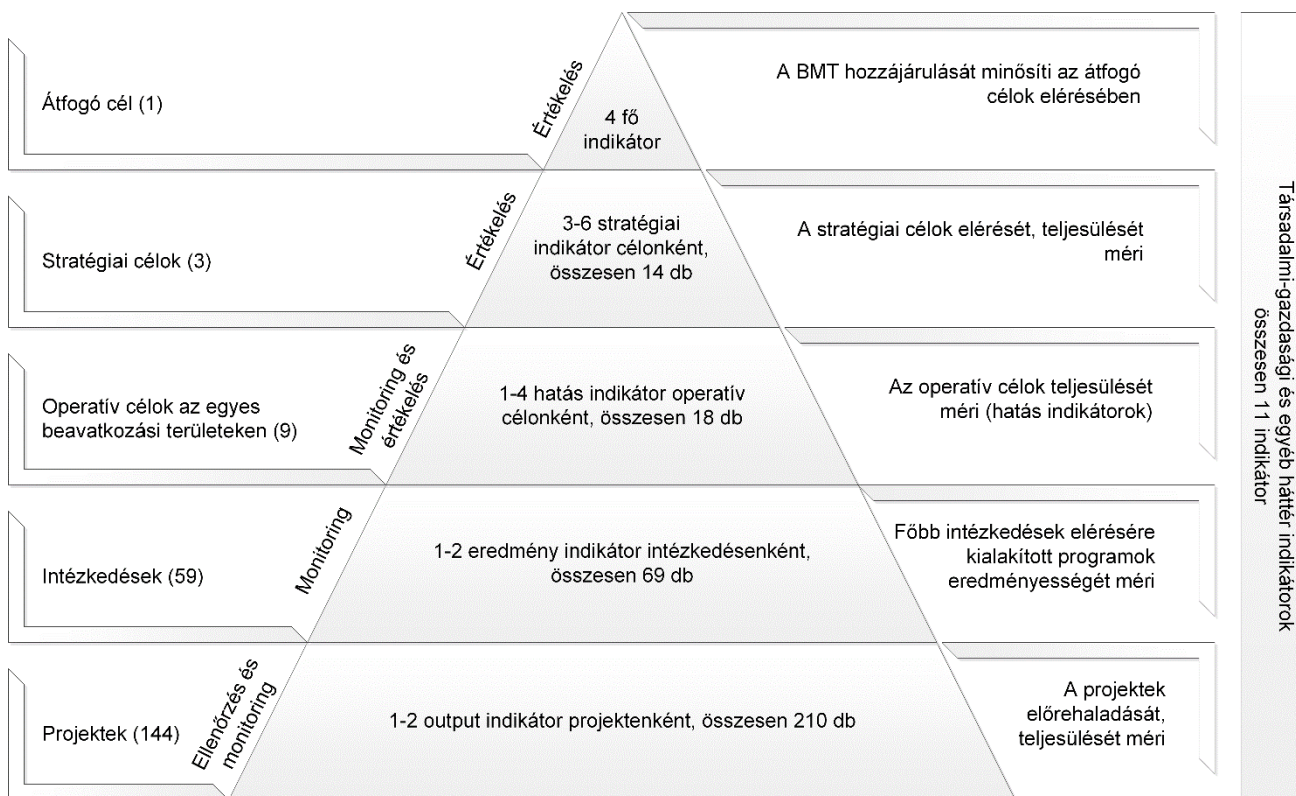 Átfogó cél (1)
Értékelés
4 fő
indikátor
A BMT hozzájárulását minősíti az átfogó
célok elérésében
Stratégiai célok (3)
Értékelés
3-6 stratégiai
indikátor célonként,
összesen 14 db
A stratégiai célok elérését, teljesülését
méri
Operatív célok az egyes
beavatkozási területeken (9)
Monitoring és
értékelés
1-4 hatás indikátor operatív
célonként, összesen 18 db
Az operatív célok teljesülését
méri (hatás indikátorok)
Intézkedések (59)
Monitoring
1-2 eredmény indikátor intézkedésenként,
összesen 69 db
Főbb intézkedések elérésére
kialakított programok
eredményességét méri
Projektek (144)
Ellenőrzés és
monitoring
1-2 output indikátor projektenként, összesen 210 db
A projektek
előrehaladását,
teljesülését méri
Társadalmi-gazdasági és egyéb háttér indikátorok
összesen 11 indikátor